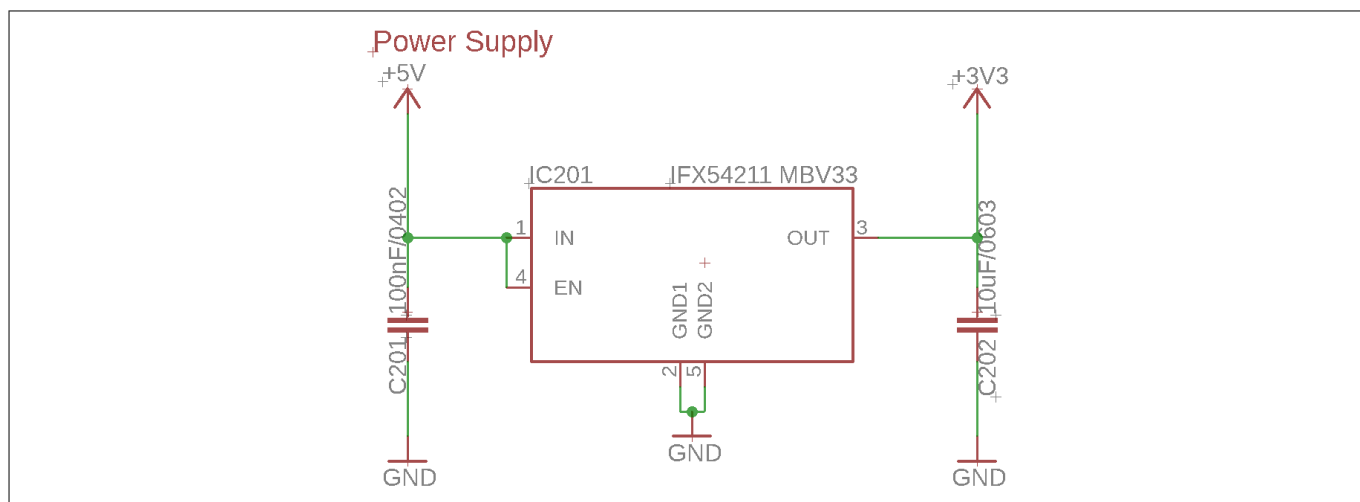 Power Supply
+5V
+3V3
IC201
IFX54211 MBV33
100nF/0402
C201
1
IN
4
EN
OUT
3
GND1
GND2
2
5
10uF/0603
C202
GND
GND
GND